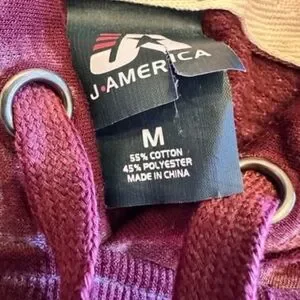 J·AMERICA
M
55% COTTON
45% POLYESTER
MADE IN CHINA